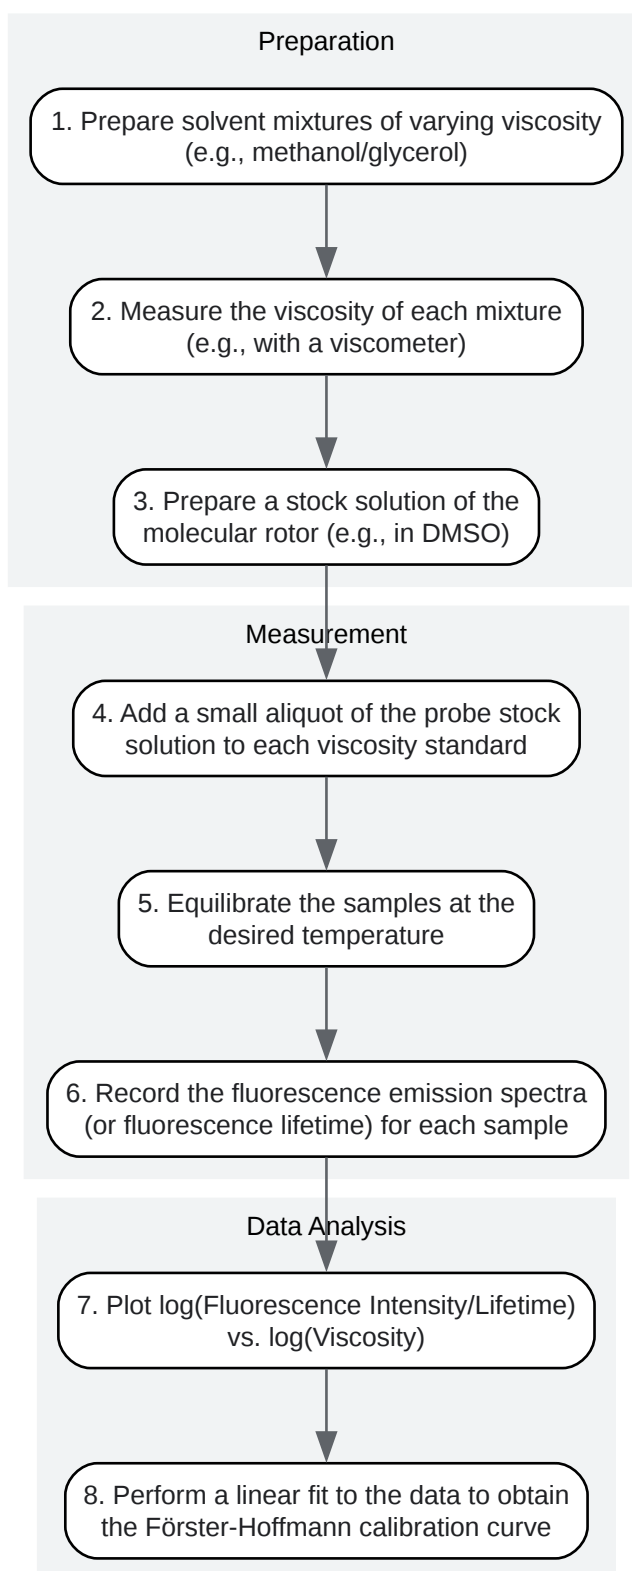 Preparation
1. Prepare solvent mixtures of varying viscosity
(e.g., methanol/glycerol)
2. Measure the viscosity of each mixture
(e.g., with a viscometer)
3. Prepare a stock solution of the
molecular rotor (e.g., in DMSO)
Measurement
4. Add a small aliquot of the probe stock
solution to each viscosity standard
5. Equilibrate the samples at the
desired temperature
6. Record the fluorescence emission spectra
(or fluorescence lifetime) for each sample
Data Analysis
7. Plot log(Fluorescence Intensity/Lifetime)
vs. log(Viscosity)
8. Perform a linear fit to the data to obtain
the Förster-Hoffmann calibration curve